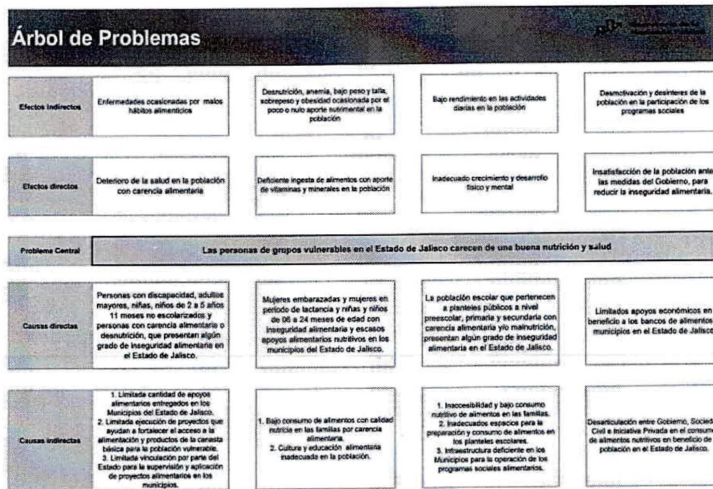 Árbol de Problemas
Efectos Indirectos
Enfermedades ocasionadas por malos
hábitos alimenticios
Desnutrición, anemia, bajo peso y talla,
sobrepeso y obesidad ocasionada por el
poco o nulo aporte nutrimental en la
población
Bajo rendimiento en las actividades
diarias en la población
Desmotivación y desinterés de la
población en la participación de los
programas sociales
Efectos directos
Deterioro de la salud en la población
con carencia alimentaria
Deficiente ingesta de alimentos con aporte
de vitaminas y minerales en la población
Inadecuado crecimiento y desarrollo
físico y mental
Insatisfacción de la población ante
las medidas del Gobierno, para
reducir la inseguridad alimentaria.
Problema Central
Las personas de grupos vulnerables en el Estado de Jalisco carecen de una buena nutrición y salud
Causas directas
Personas con discapacidad, adultos
mayores, niñas, niños de 2 a 5 años
11 meses no escolarizados y
personas con carencia alimentaria o
desnutrición, que presentan algún
grado de inseguridad alimentaria en
el Estado de Jalisco.
Mujeres embarazadas y mujeres en
periodo de lactancia y niñas y niños
de 06 a 24 meses de edad con
inseguridad alimentaria y escasos
apoyos alimentarios nutritivos en los
municipios del Estado de Jalisco.
La población escolar que pertenecen
a planteles públicos a nivel
preescolar, primaria y secundaria con
carencia alimentaria y/o malnutrición,
presentan algún grado de inseguridad
alimentaria en el Estado de Jalisco.
Limitados apoyos económicos en
beneficio a los bancos de alimentos
municipios en el Estado de Jalisco
Causas indirectas
1. Limitada cantidad de apoyos
alimentarios entregados en los
Municipios del Estado de Jalisco.
2. Limitada ejecución de proyectos que
ayudan a fortalecer el acceso a la
alimentación y productos de la canasta
básica para la población vulnerable.
3. Limitada vinculación por parte del
Estado para la supervisión y aplicación
de proyectos alimentarios en los
municipios.
1. Bajo consumo de alimentos con calidad
nutricia en las familias por carencia
alimentaria.
2. Cultura y educación alimentaria
inadecuada en la población.
1. Inaccesibilidad y bajo consumo
nutritivo de alimentos en las familias.
2. Inadecuados espacios para la
preparación y consumo de alimentos en
los planteles escolares.
3. Infraestructura deficiente en los
Municipios para la operación de los
programas sociales alimentarios.
Desarticulación entre Gobierno, Socied
Civil e Iniciativa Privada en el consumo
de alimentos nutritivos en beneficio de
población en el Estado de Jalisco.